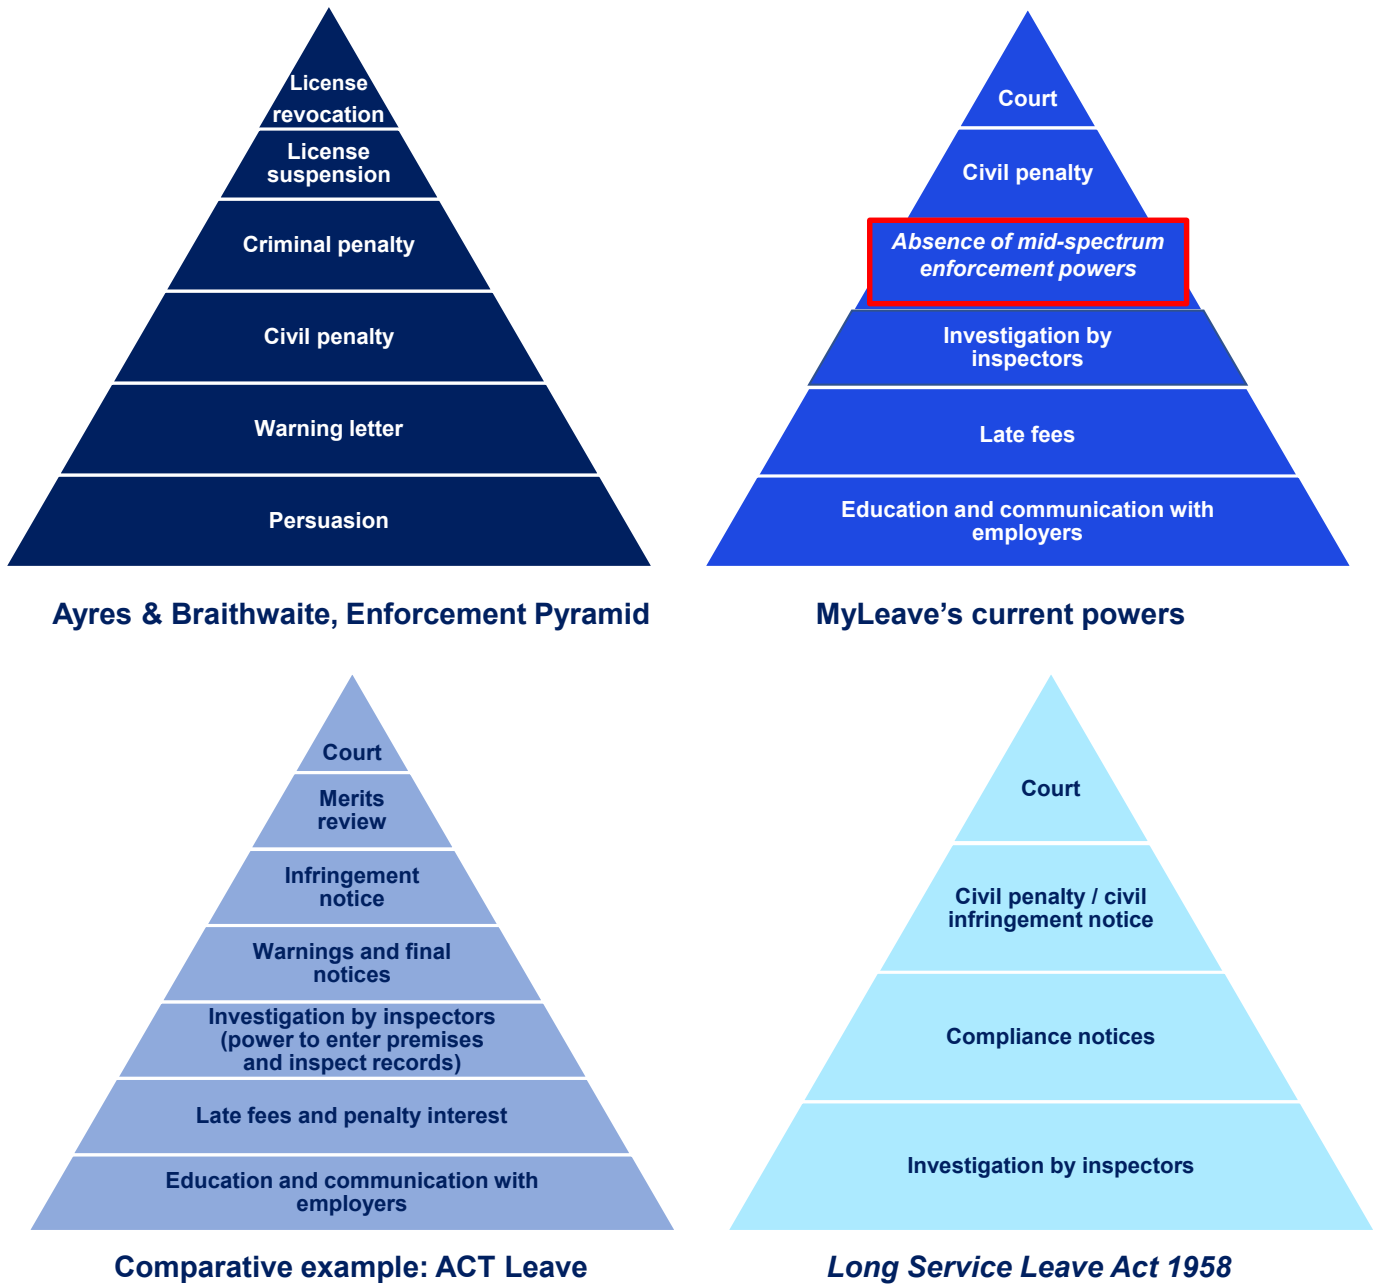 License
revocation
License
suspension
Criminal penalty
Civil penalty
Warning letter
Persuasion
Ayres & Braithwaite, Enforcement Pyramid
Court
Civil penalty
Absence of mid-spectrum
enforcement powers
Investigation by
inspectors
Late fees
Education and communication with
employers
MyLeave's current powers
Court
Merits
review
Infringement
notice
Warnings and final
notices
Investigation by inspectors
(power to enter premises
and inspect records)
Late fees and penalty interest
Education and communication with
employers
Comparative example: ACT Leave
Court
Civil penalty / civil
infringement notice
Compliance notices
Investigation by inspectors
Long Service Leave Act 1958